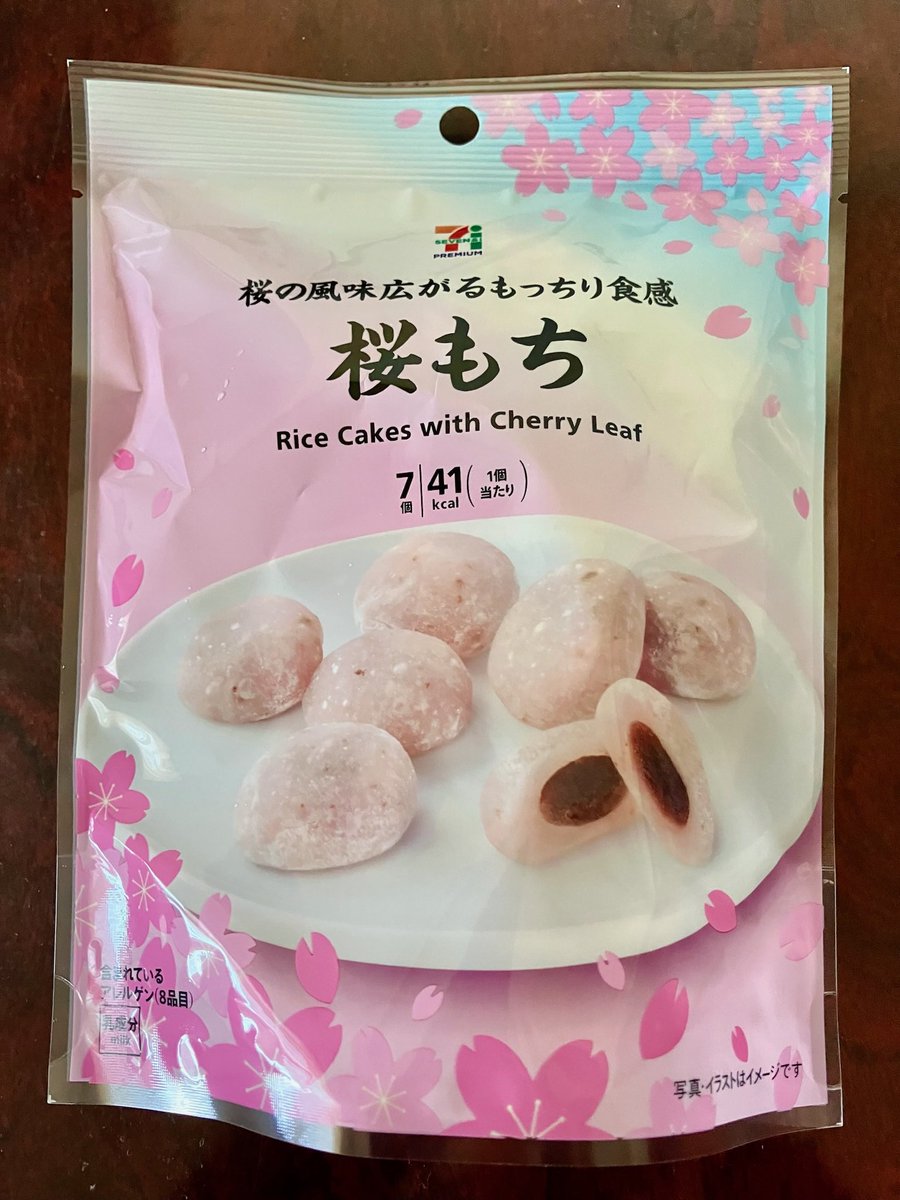 SEVEN&i
PREMIUM
桜の風味広がるもっちり食感
桜もち
Rice Cakes with Cherry Leaf
7個
41kcal
(1個当たり)
含まれている
アレルゲン(8品目)
乳成分
milk
写真・イラストはイメージです